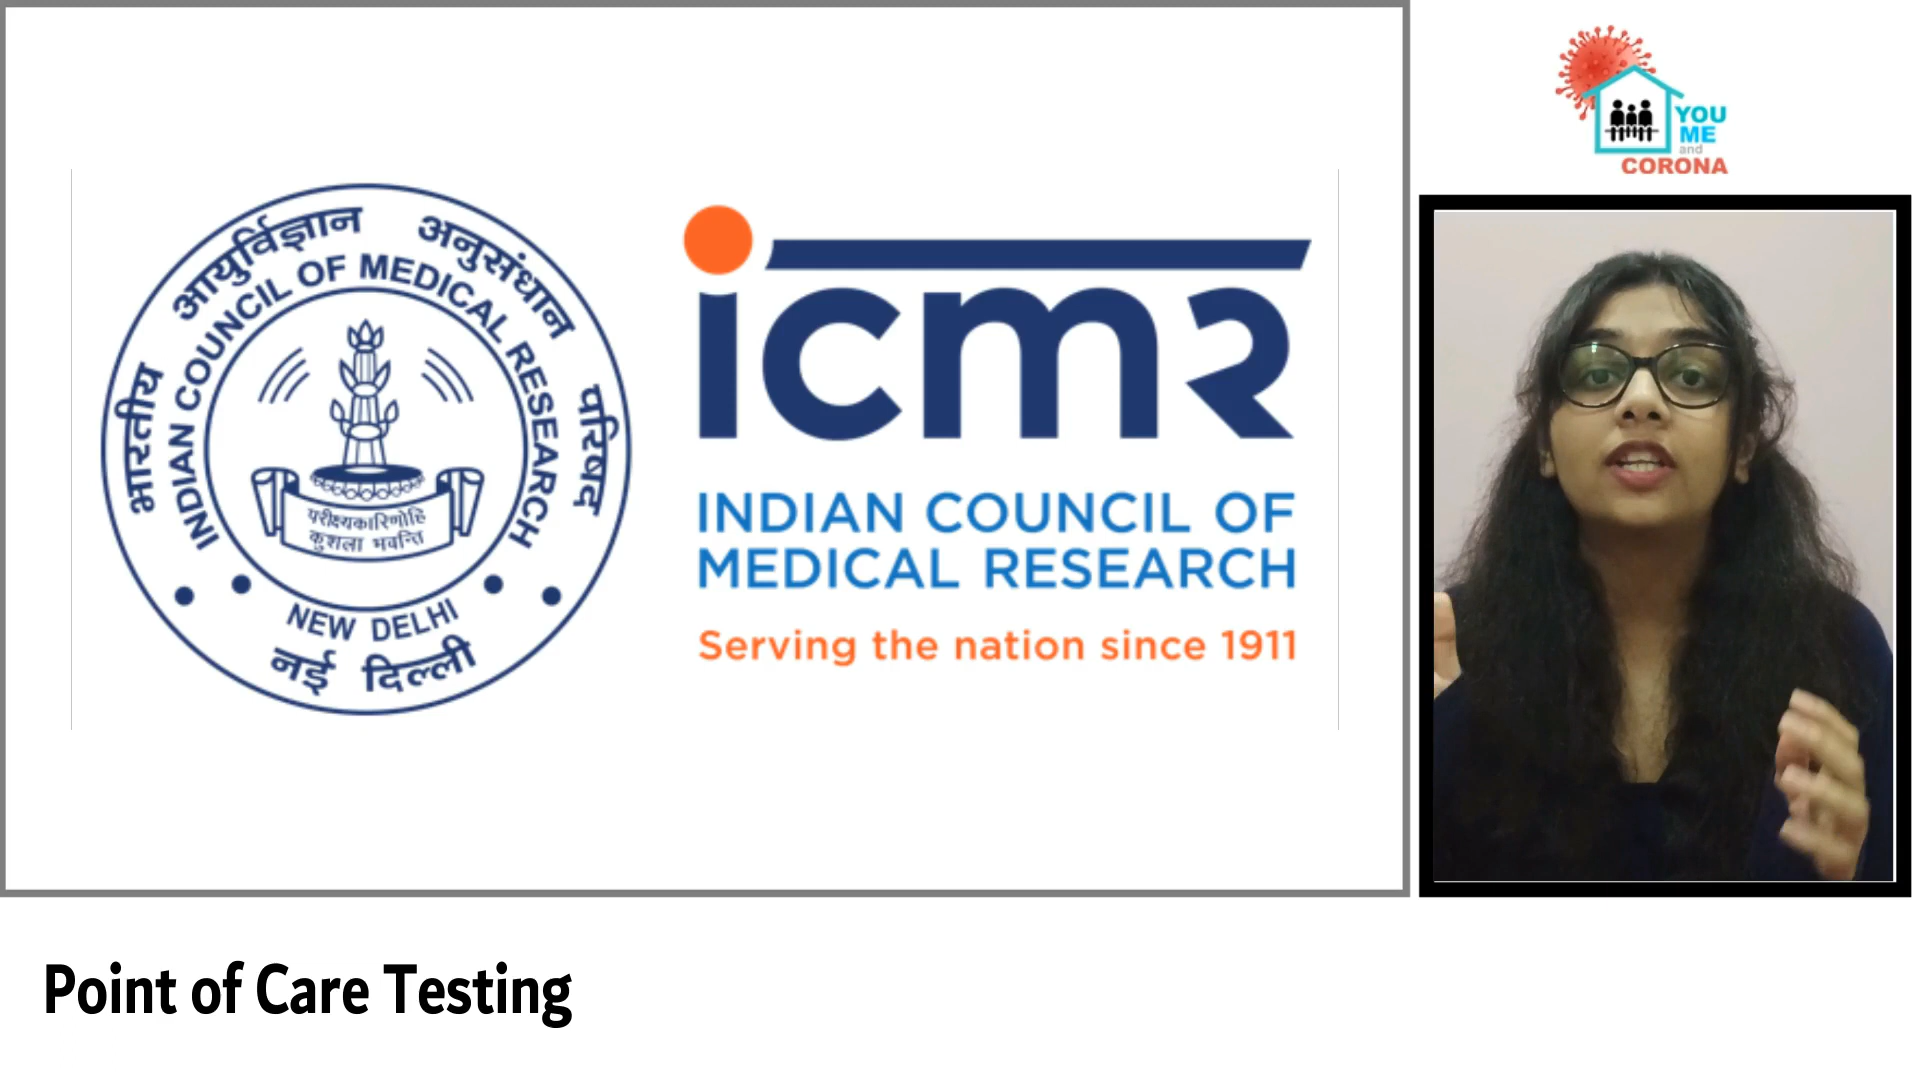 भारतीय आयुर्विज्ञान अनुसंधान परिषद
INDIAN COUNCIL OF MEDICAL RESEARCH
परीक्ष्यकारिणोहि
कुशला भवन्ति
NEW DELHI
नई दिल्ली
icmr
INDIAN COUNCIL OF
MEDICAL RESEARCH
Serving the nation since 1911
YOU
ME
and
CORONA
Point of Care Testing